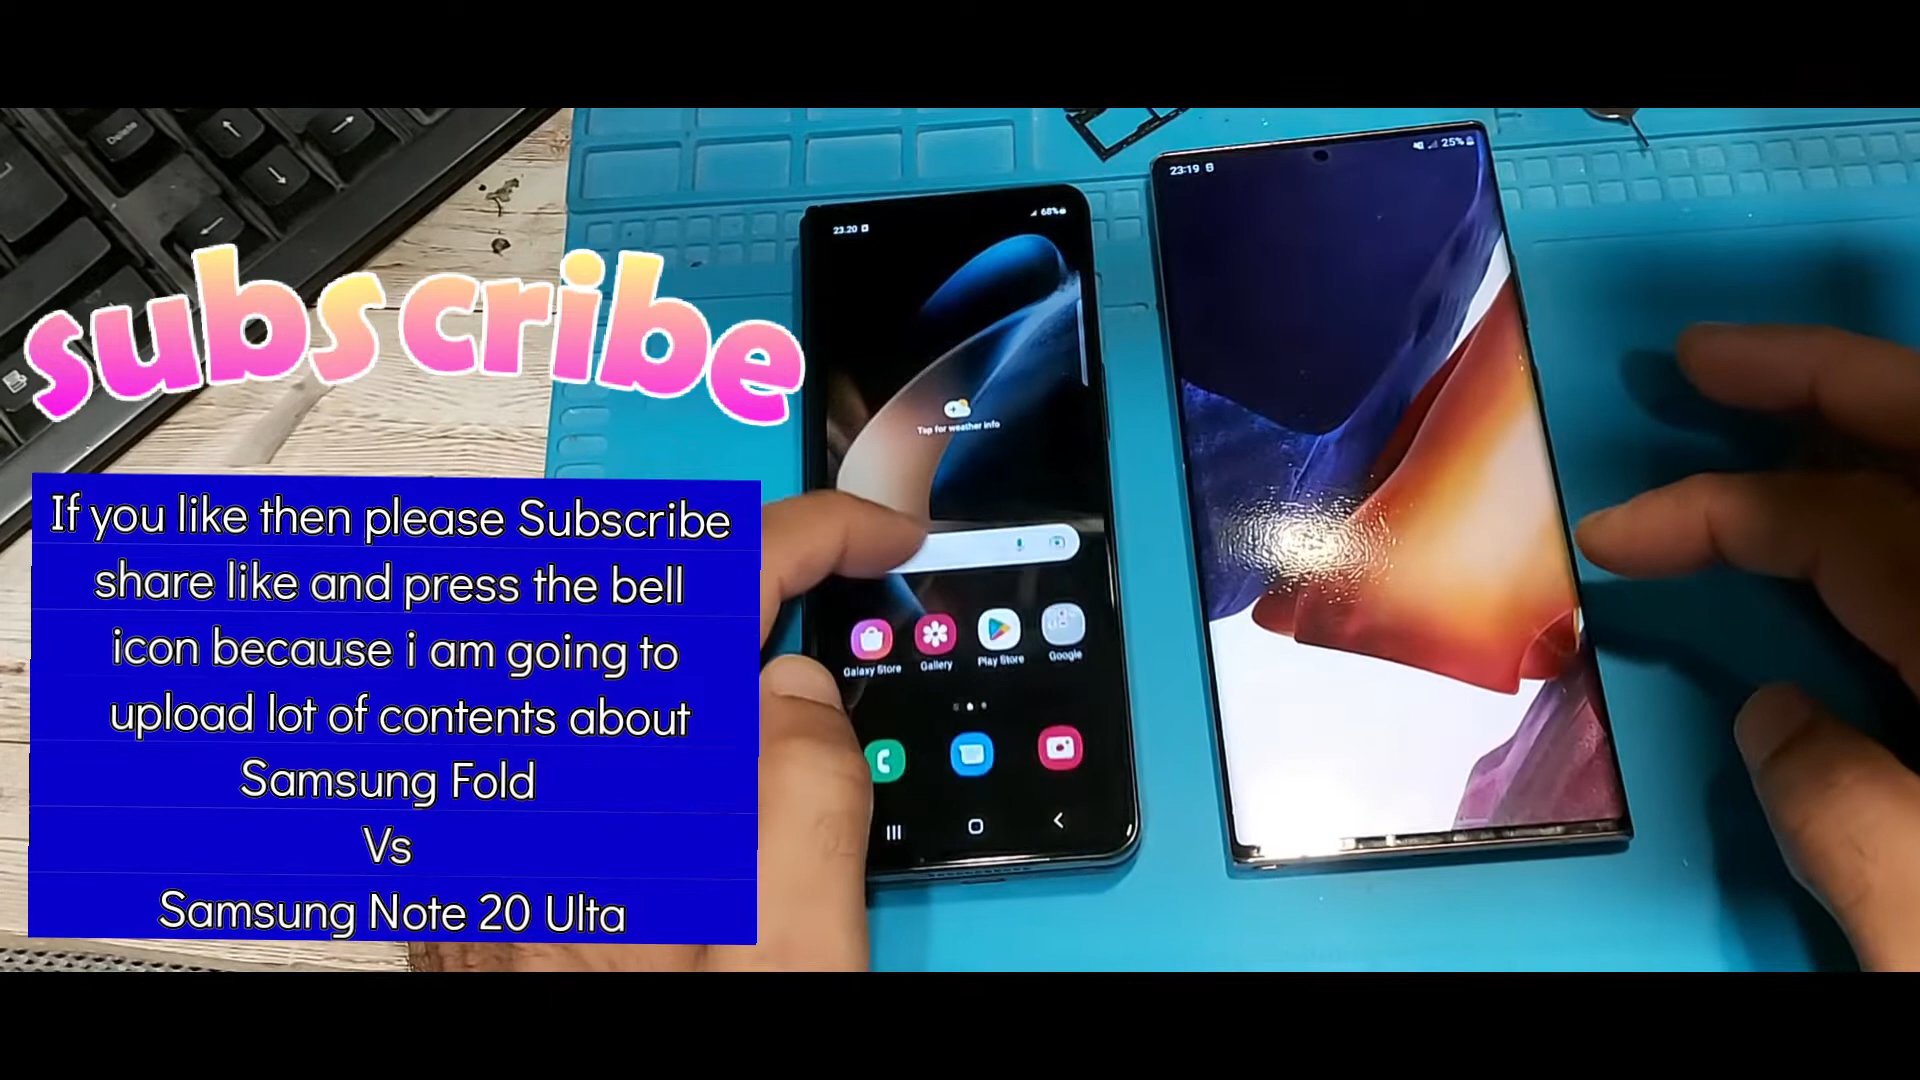 Delete
subscribe
If you like then please Subscribe
share like and press the bell
icon because i am going to
upload lot of contents about
Samsung Fold
Vs
Samsung Note 20 Ulta
23.20
68%
Tap for weather info
Galaxy Store
Gallery
Play Store
Google
23:19
25%